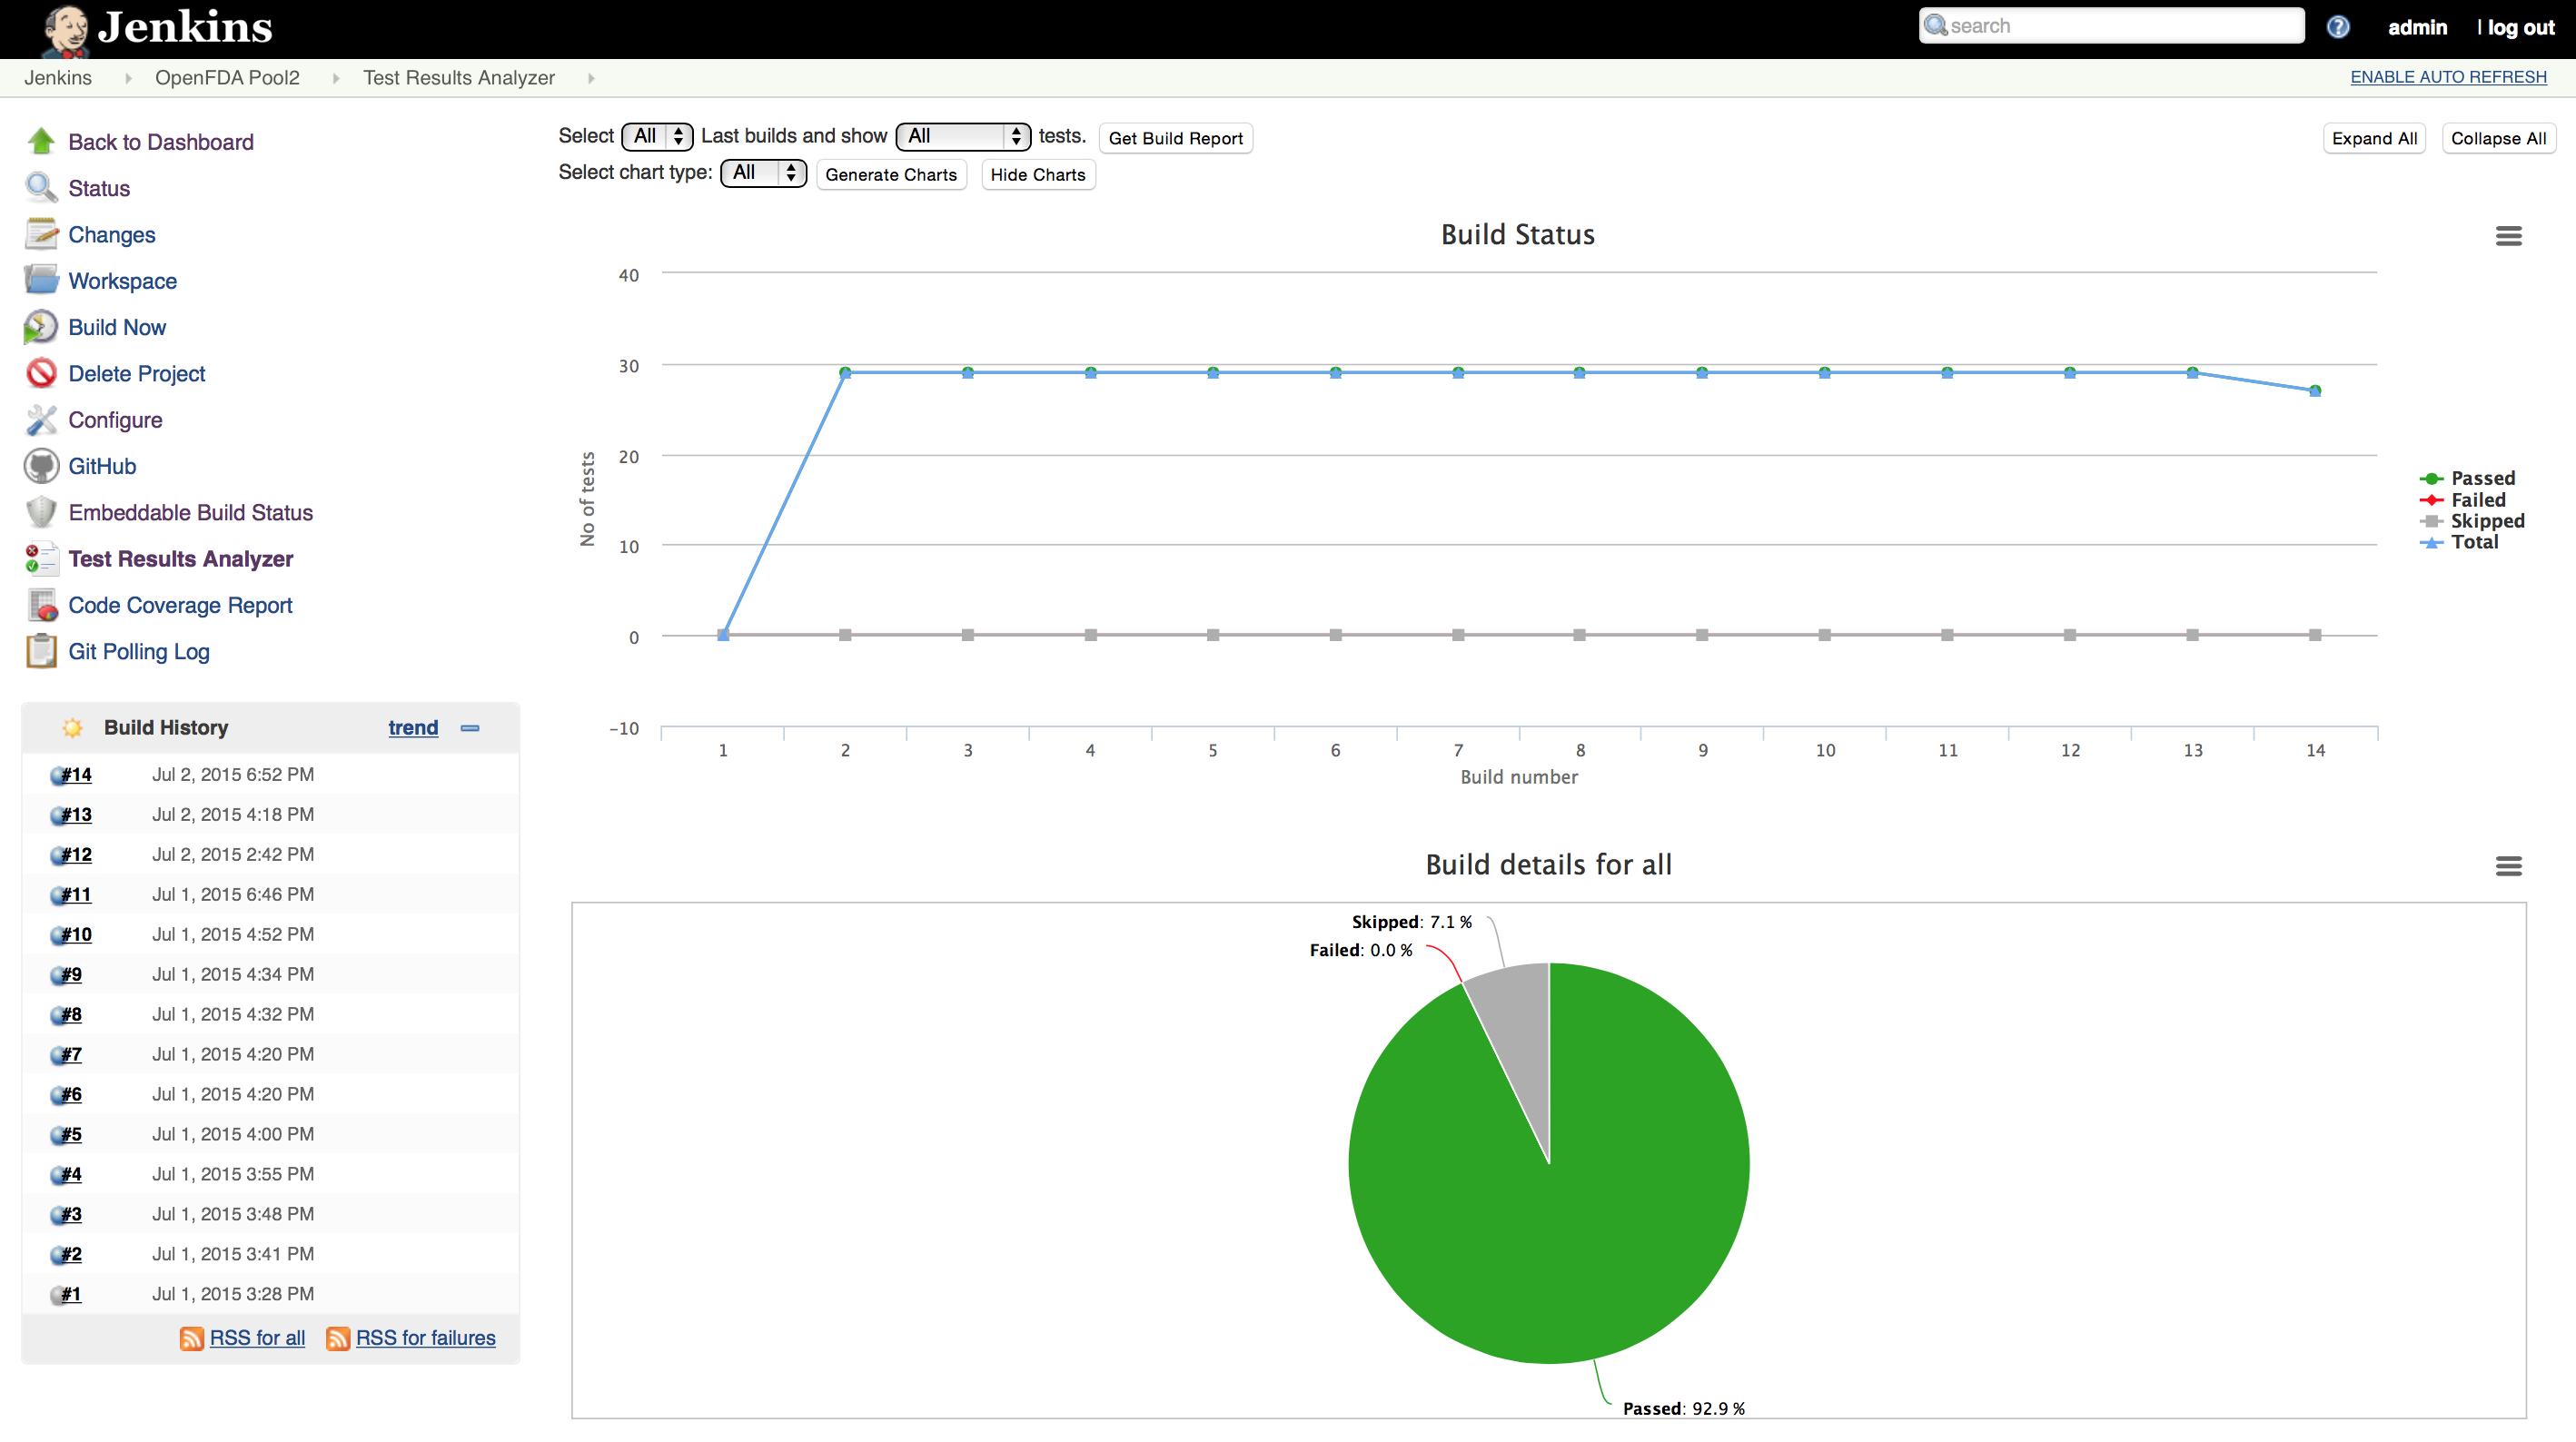 Jenkins
search
admin | log out
Jenkins OpenFDA Pool2 Test Results Analyzer
ENABLE AUTO REFRESH
Back to Dashboard
Status
Changes
Workspace
Build Now
Delete Project
Configure
GitHub
Embeddable Build Status
Test Results Analyzer
Code Coverage Report
Git Polling Log
Build History trend
#14 Jul 2, 2015 6:52 PM
#13 Jul 2, 2015 4:18 PM
#12 Jul 2, 2015 2:42 PM
#11 Jul 1, 2015 6:46 PM
#10 Jul 1, 2015 4:52 PM
#9 Jul 1, 2015 4:34 PM
#8 Jul 1, 2015 4:32 PM
#7 Jul 1, 2015 4:20 PM
#6 Jul 1, 2015 4:20 PM
#5 Jul 1, 2015 4:00 PM
#4 Jul 1, 2015 3:55 PM
#3 Jul 1, 2015 3:48 PM
#2 Jul 1, 2015 3:41 PM
#1 Jul 1, 2015 3:28 PM
RSS for all RSS for failures
Select All Last builds and show All tests. Get Build Report
Expand All Collapse All
Select chart type: All Generate Charts Hide Charts
Build Status
40
30
20
10
0
-10
No of tests
1 2 3 4 5 6 7 8 9 10 11 12 13 14
Build number
Passed
Failed
Skipped
Total
Build details for all
Skipped: 7.1 %
Failed: 0.0 %
Passed: 92.9 %